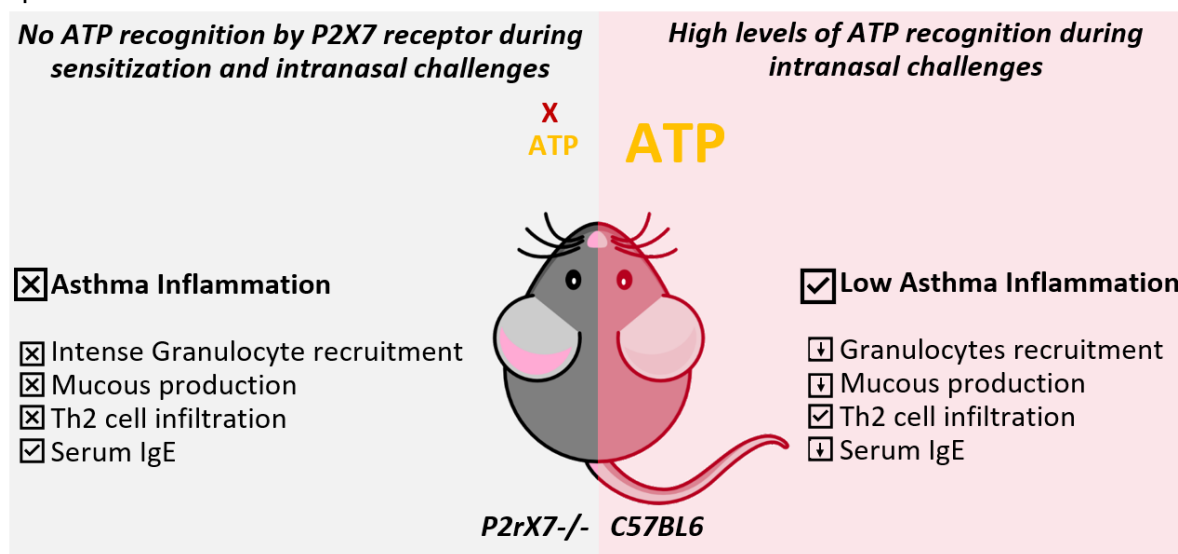 No ATP recognition by P2X7 receptor during
sensitization and intranasal challenges
X
ATP
Asthma Inflammation
Intense Granulocyte recruitment
Mucous production
Th2 cell infiltration
Serum IgE
P2rX7-/-
High levels of ATP recognition during
intranasal challenges
ATP
Low Asthma Inflammation
Granulocytes recruitment
Mucous production
Th2 cell infiltration
Serum IgE
C57BL6